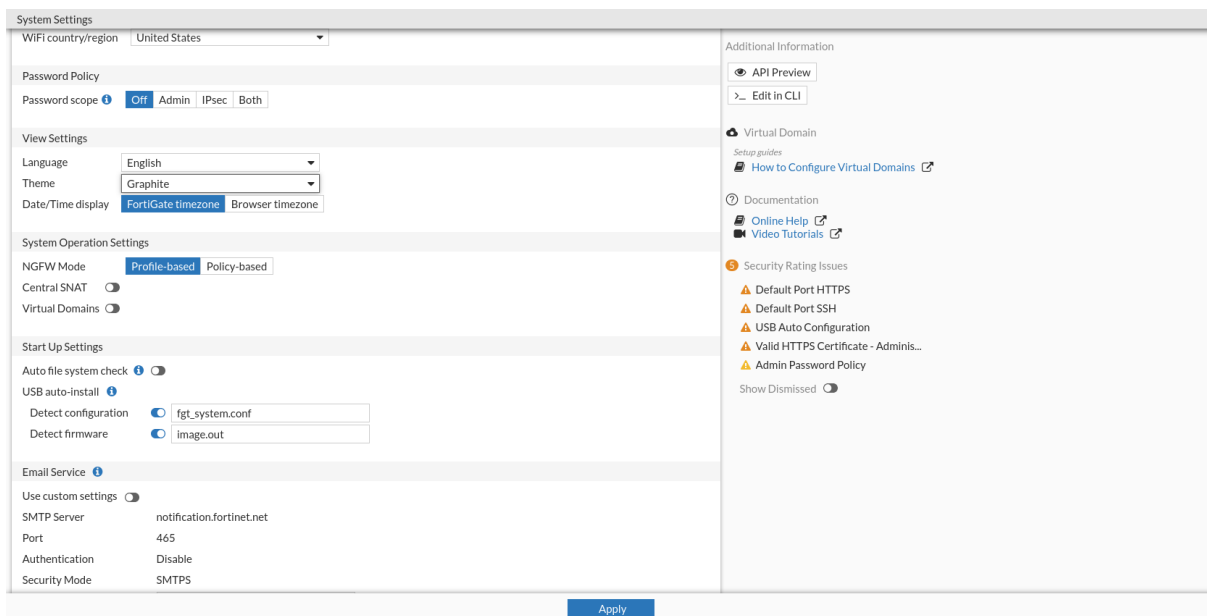 System Settings
WiFi country/region United States
Password Policy
Password scope Off Admin IPsec Both
View Settings
Language English
Theme Graphite
Date/Time display FortiGate timezone Browser timezone
System Operation Settings
NGFW Mode Profile-based Policy-based
Central SNAT
Virtual Domains
Start Up Settings
Auto file system check
USB auto-install
Detect configuration fgt_system.conf
Detect firmware image.out
Email Service
Use custom settings
SMTP Server notification.fortinet.net
Port 465
Authentication Disable
Security Mode SMTPS
Additional Information
API Preview
>_ Edit in CLI
Virtual Domain
Setup guides
How to Configure Virtual Domains
Documentation
Online Help
Video Tutorials
5 Security Rating Issues
Default Port HTTPS
Default Port SSH
USB Auto Configuration
Valid HTTPS Certificate - Adminis...
Admin Password Policy
Show Dismissed
Apply